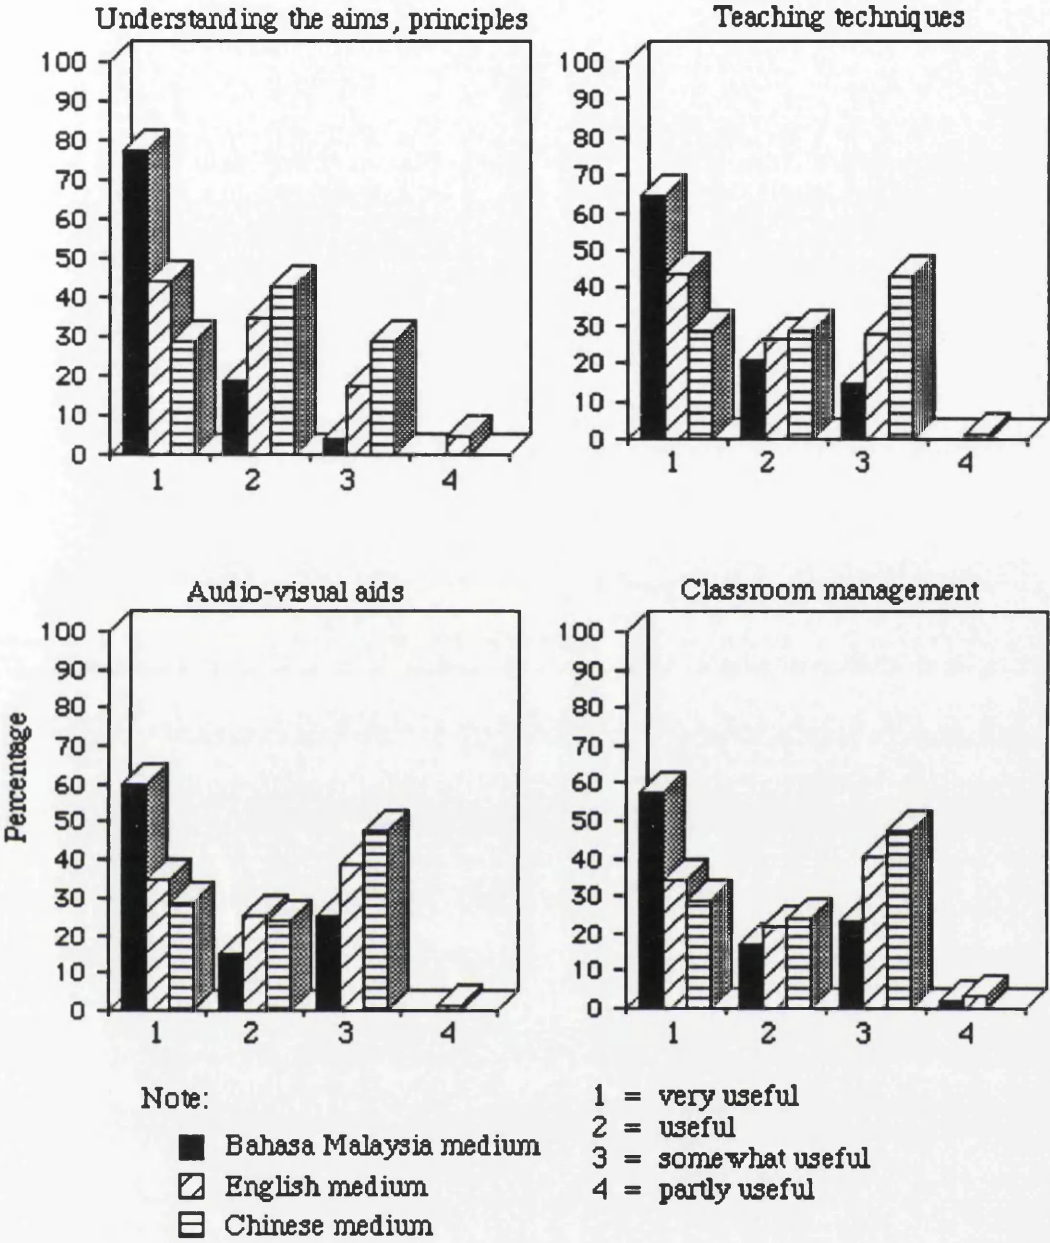 Understanding the aims, principles
100
90
80
70
60
50
40
30
20
10
0
1 2 3 4
Teaching techniques
100
90
80
70
60
50
40
30
20
10
0
1 2 3 4
Audio-visual aids
Percentage
100
90
80
70
60
50
40
30
20
10
0
1 2 3 4
Classroom management
100
90
80
70
60
50
40
30
20
10
0
1 2 3 4
Note:
Bahasa Malaysia medium
English medium
Chinese medium
1 = very useful
2 = useful
3 = somewhat useful
4 = partly useful